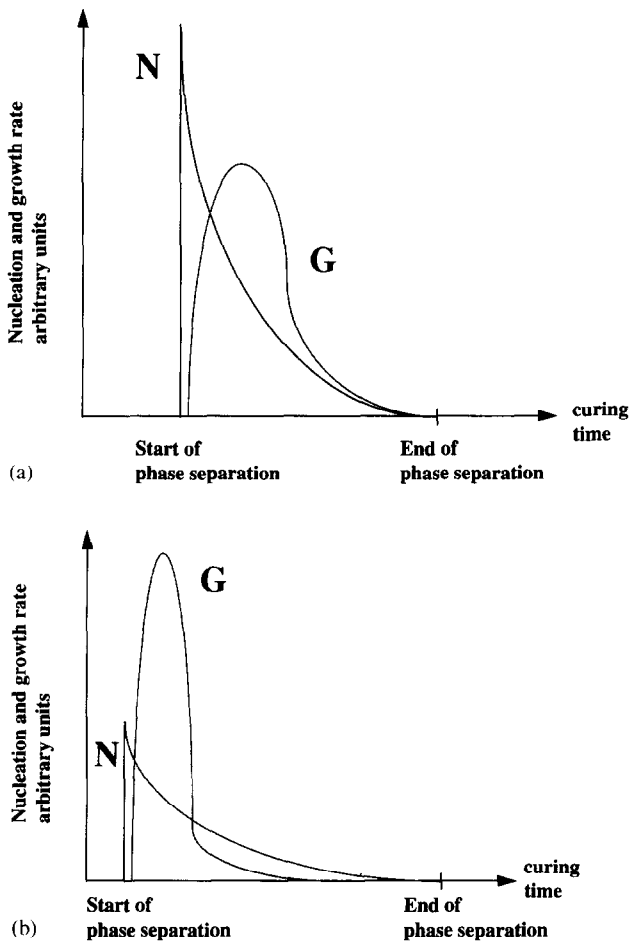 N
G
Nucleation and growth rate
arbitrary units
curing
time
Start of
phase separation
End of
phase separation
(a)
G
N
Nucleation and growth rate
arbitrary units
curing
time
Start of
phase separation
End of
phase separation
(b)